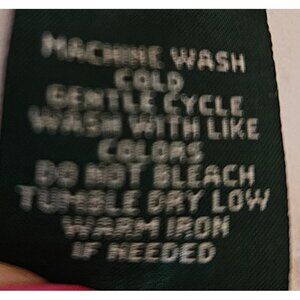 MACHINE WASH
COLD
GENTLE CYCLE
WASH WITH LIKE
COLORS
DO NOT BLEACH
TUMBLE DRY LOW
WARM IRON
IF NEEDED